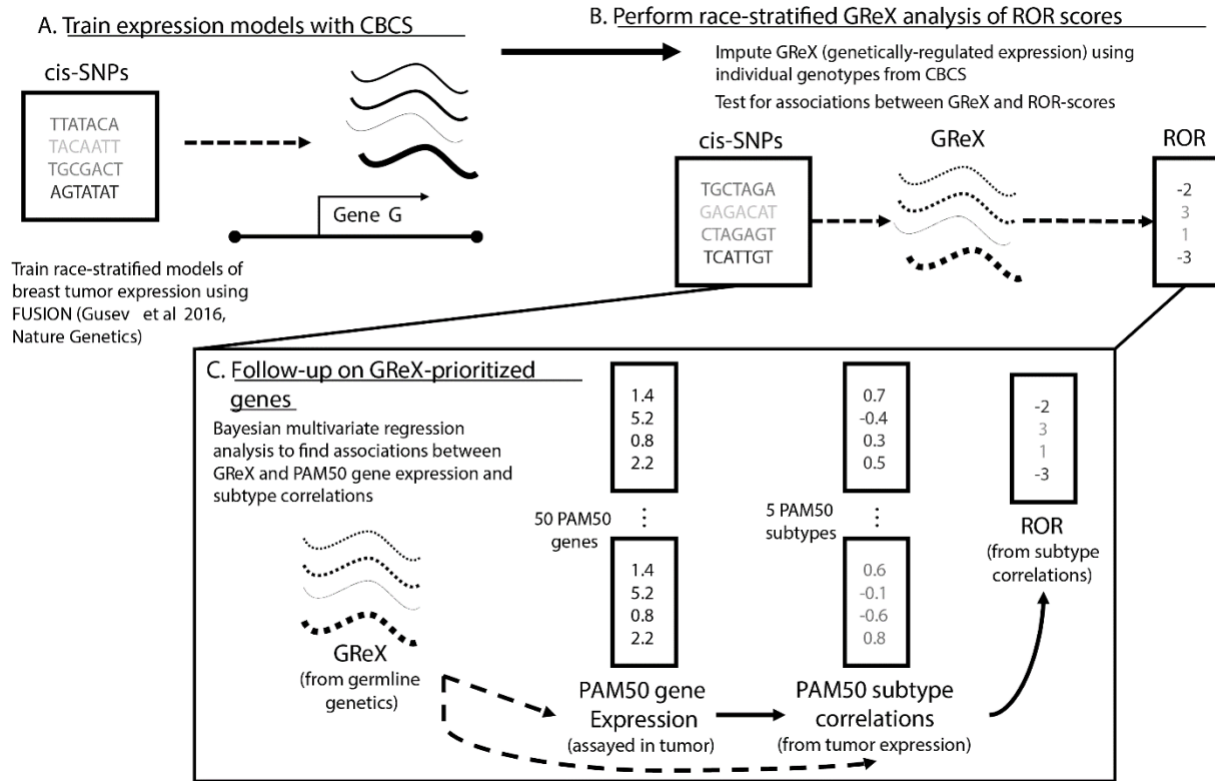 A. Train expression models with CBCS
cis-SNPs
TTATACA
TACAATT
TGCGACT
AGTATAT
Gene G
Train race-stratified models of
breast tumor expression using
FUSION (Gusev et al 2016,
Nature Genetics)
B. Perform race-stratified GReX analysis of ROR scores
Impute GReX (genetically-regulated expression) using
individual genotypes from CBCS
Test for associations between GReX and ROR-scores
cis-SNPs
TGCTAGA
GAGACAT
CTAGAGT
TCATTGT
GReX
ROR
-2
3
1
-3
C. Follow-up on GReX-prioritized
genes
Bayesian multivariate regression
analysis to find associations between
GReX and PAM50 gene expression and
subtype correlations
GReX
(from germline
genetics)
1.4
5.2
0.8
2.2
50 PAM50
genes
1.4
5.2
0.8
2.2
PAM50 gene
Expression
(assayed in tumor)
0.7
-0.4
0.3
0.5
5 PAM50
subtypes
0.6
-0.1
-0.6
0.8
PAM50 subtype
correlations
(from tumor expression)
-2
3
1
-3
ROR
(from subtype
correlations)